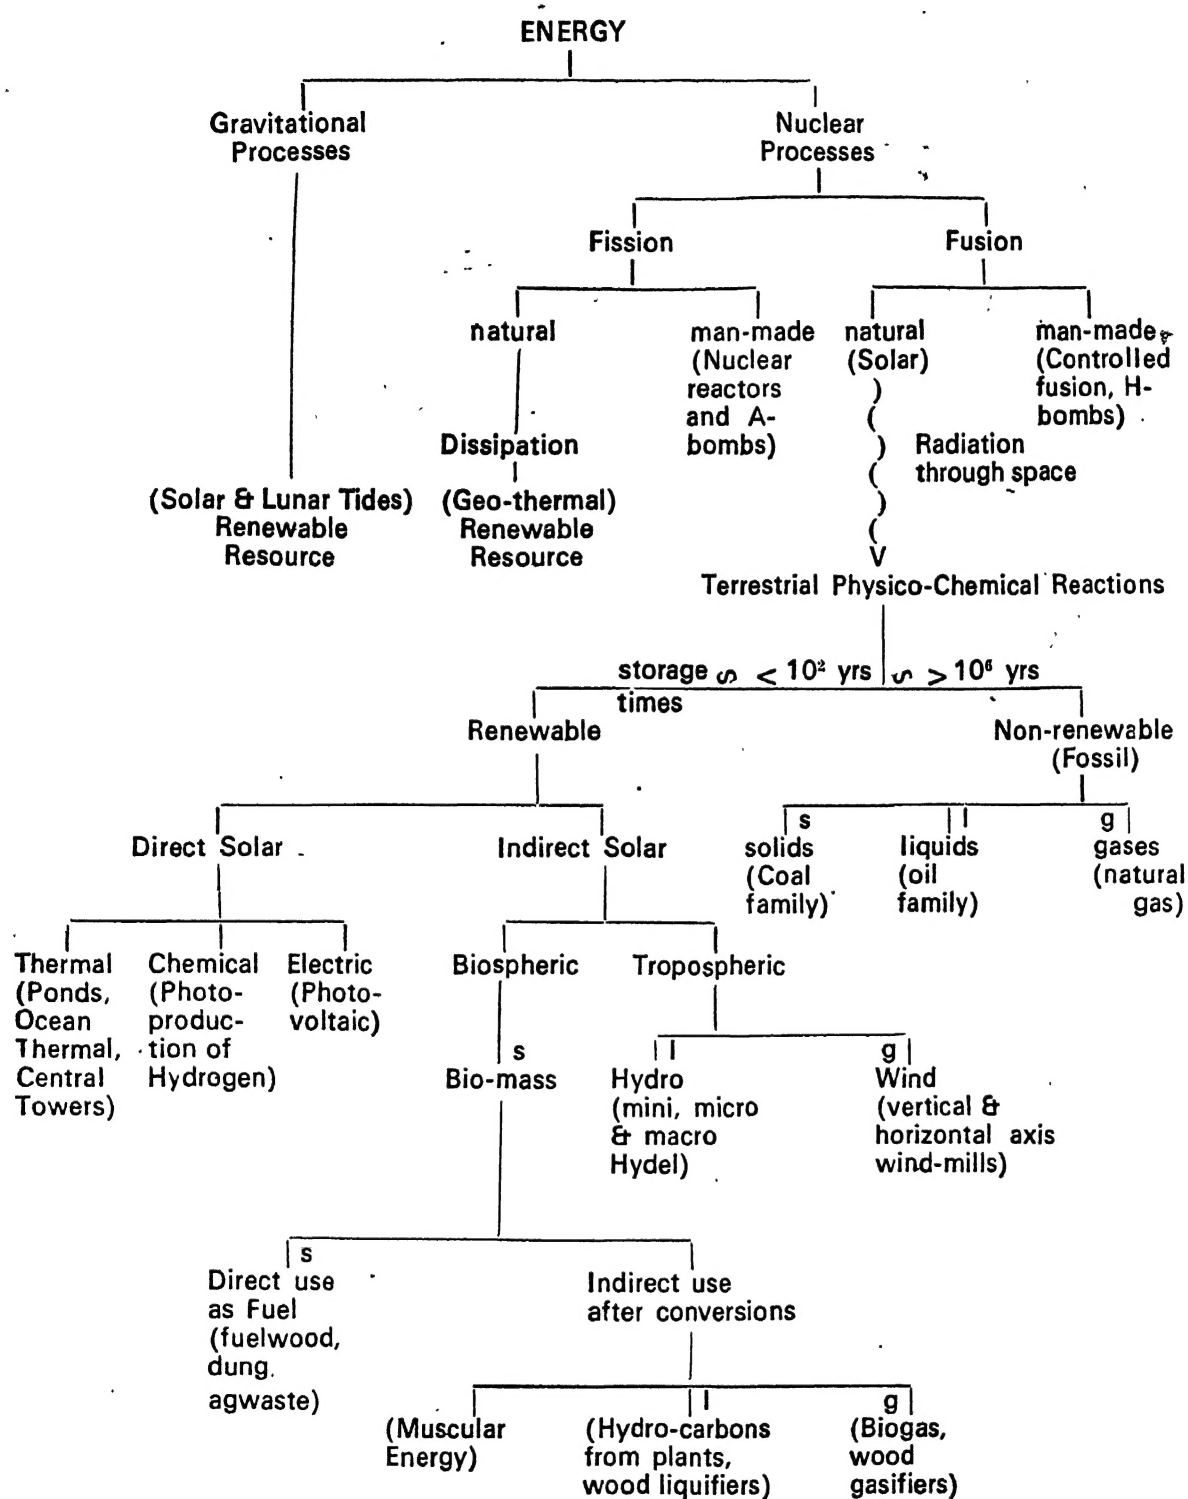 ENERGY
Gravitational
Processes
Nuclear
Processes
Fission
Fusion
natural
man-made
(Nuclear
reactors
and A-
bombs)
natural
(Solar)
man-made
(Controlled
fusion, H-
bombs)
Dissipation
Radiation
through space
(Solar & Lunar Tides)
Renewable
Resource
(Geo-thermal)
Renewable
Resource
Terrestrial Physico-Chemical Reactions
storage ∽ < 10² yrs
times
∽ > 10⁶ yrs
Renewable
Non-renewable
(Fossil)
Direct Solar
Indirect Solar
s
solids
(Coal
family)
l
liquids
(oil
family)
g
gases
(natural
gas)
Thermal
(Ponds,
Ocean
Thermal,
Central
Towers)
Chemical
(Photo-
produc-
tion of
Hydrogen)
Electric
(Photo-
voltaic)
Biospheric
Tropospheric
s
Bio-mass
l
Hydro
(mini, micro
& macro
Hydel)
g
Wind
(vertical &
horizontal axis
wind-mills)
s
Direct use
as Fuel
(fuelwood,
dung.
agwaste)
Indirect use
after conversions
(Muscular
Energy)
l
(Hydro-carbons
from plants,
wood liquifiers)
g
(Biogas,
wood
gasifiers)